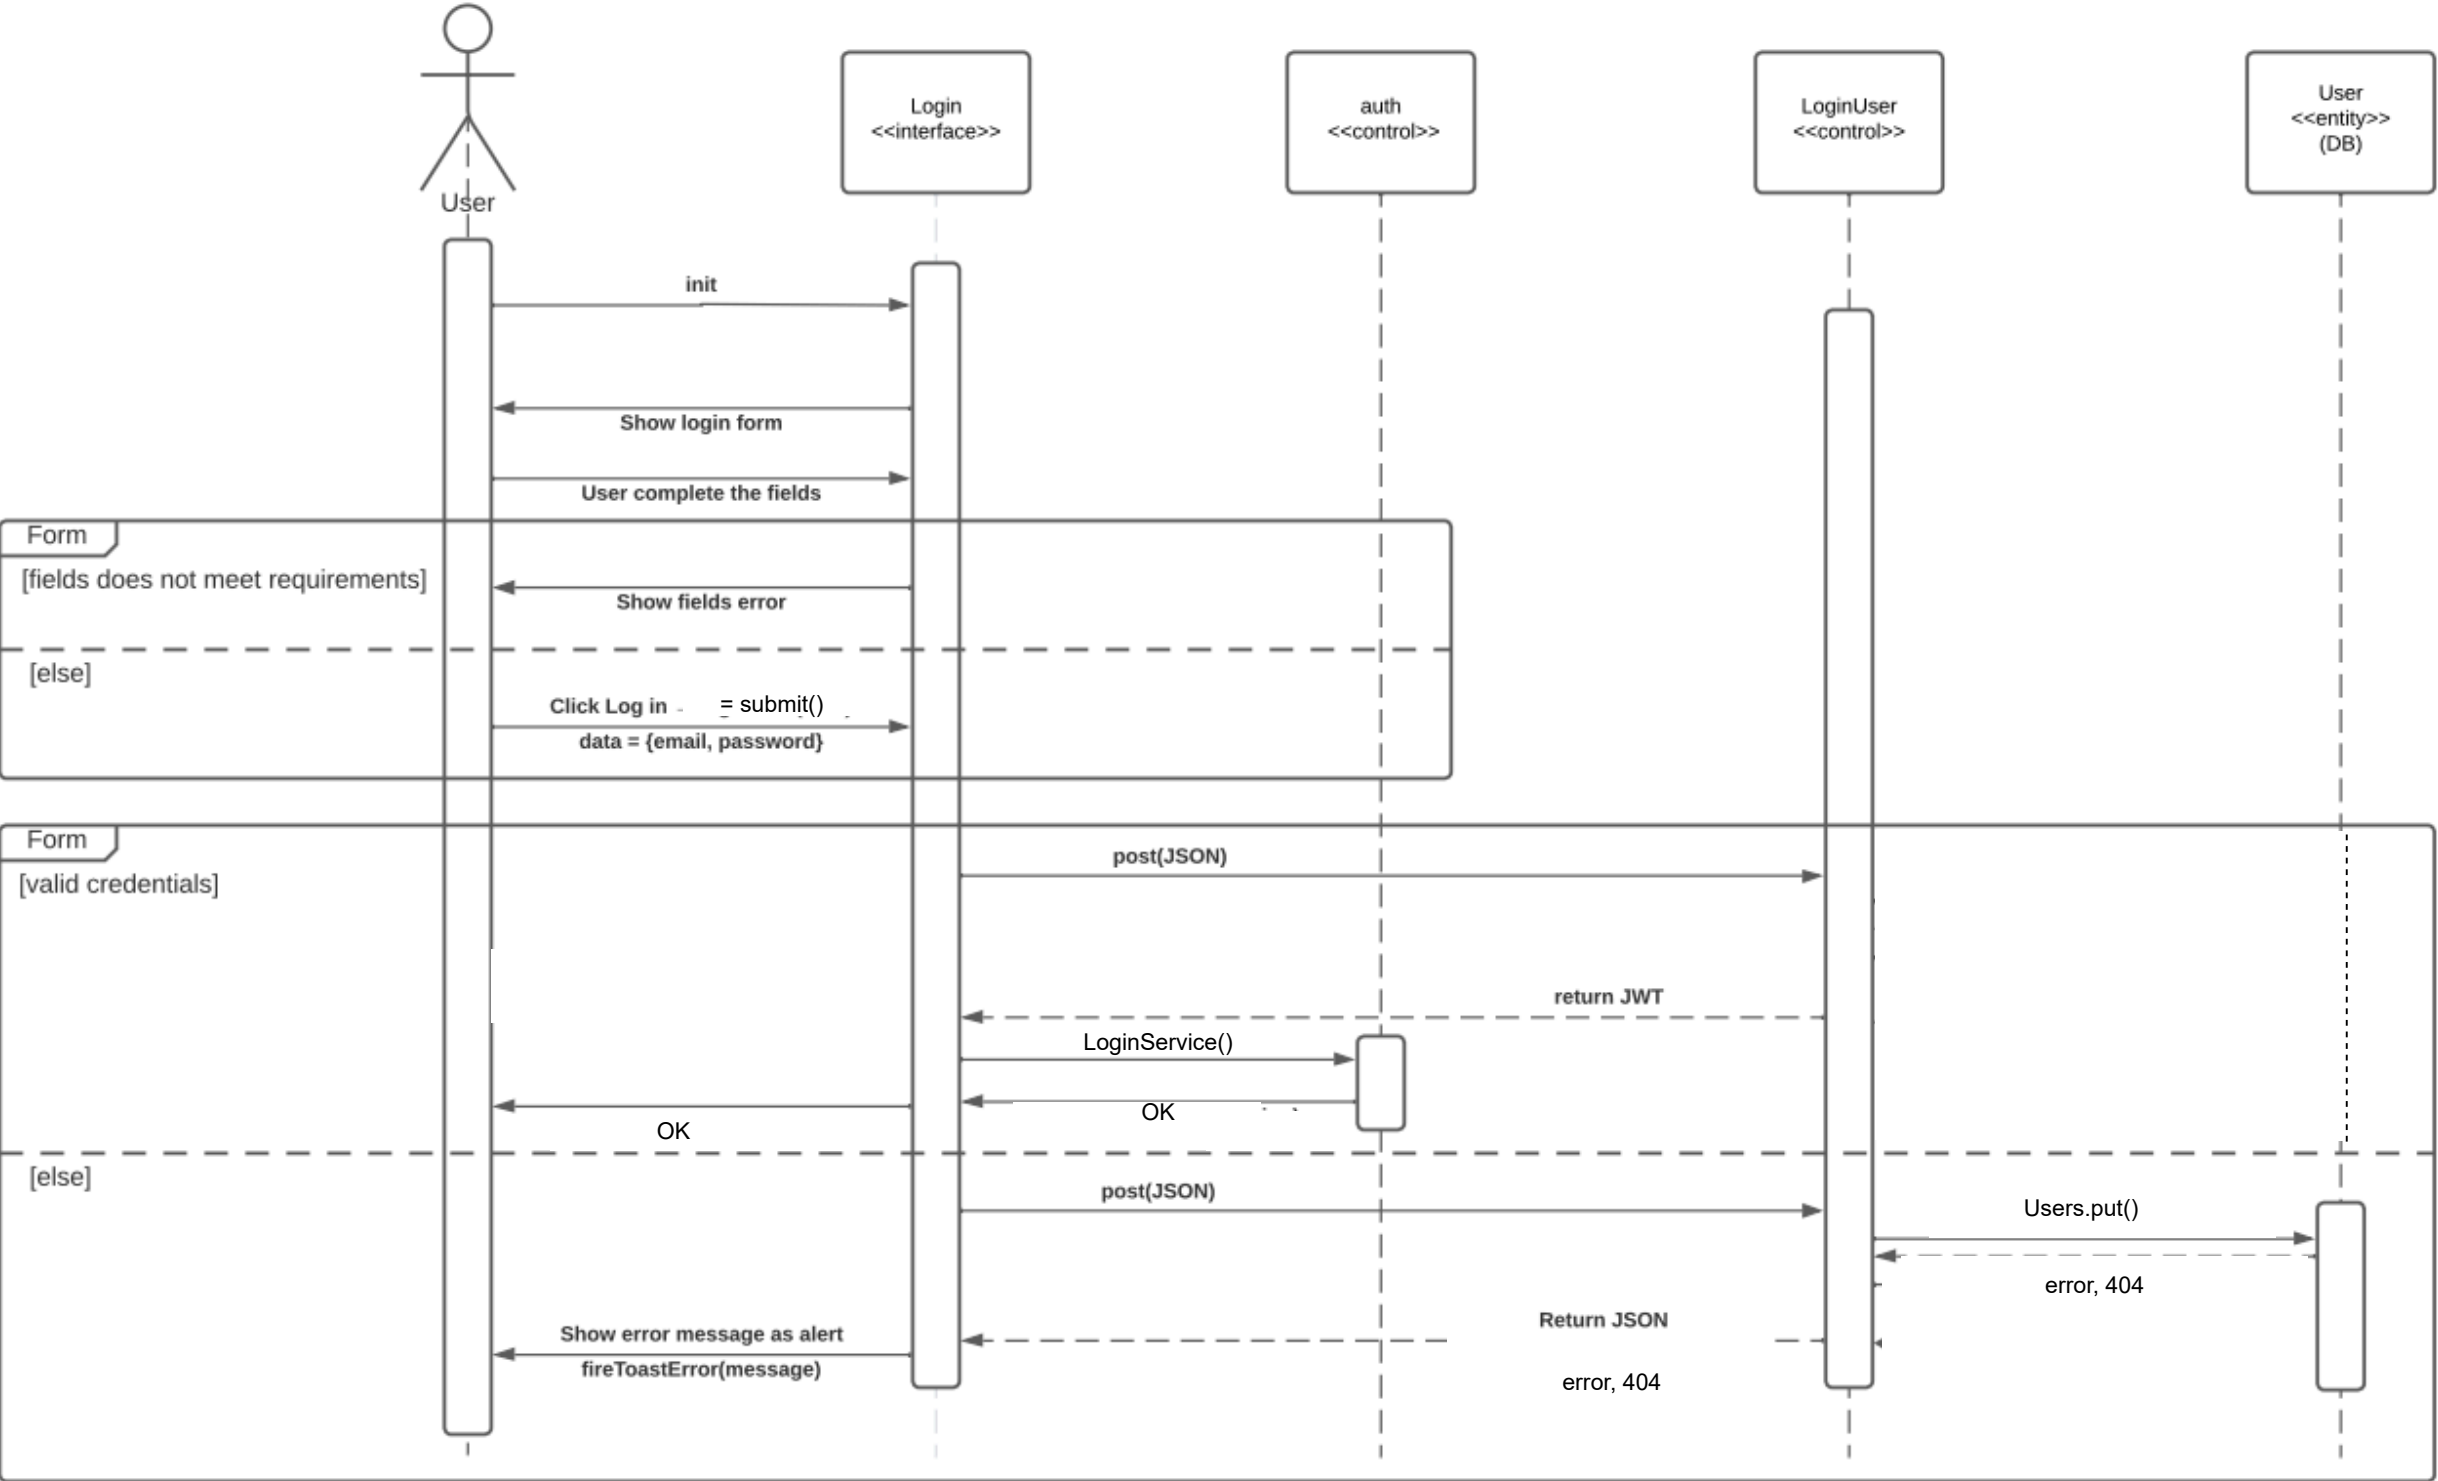 User
Login
<<interface>>
auth
<<control>>
LoginUser
<<control>>
User
<<entity>>
(DB)
init
Show login form
User complete the fields
Form
[fields does not meet requirements]
Show fields error
[else]
Click Log in = submit()
data = {email, password}
Form
[valid credentials]
post(JSON)
return JWT
LoginService()
OK
OK
[else]
post(JSON)
Users.put()
error, 404
Return JSON
error, 404
Show error message as alert
fireToastError(message)